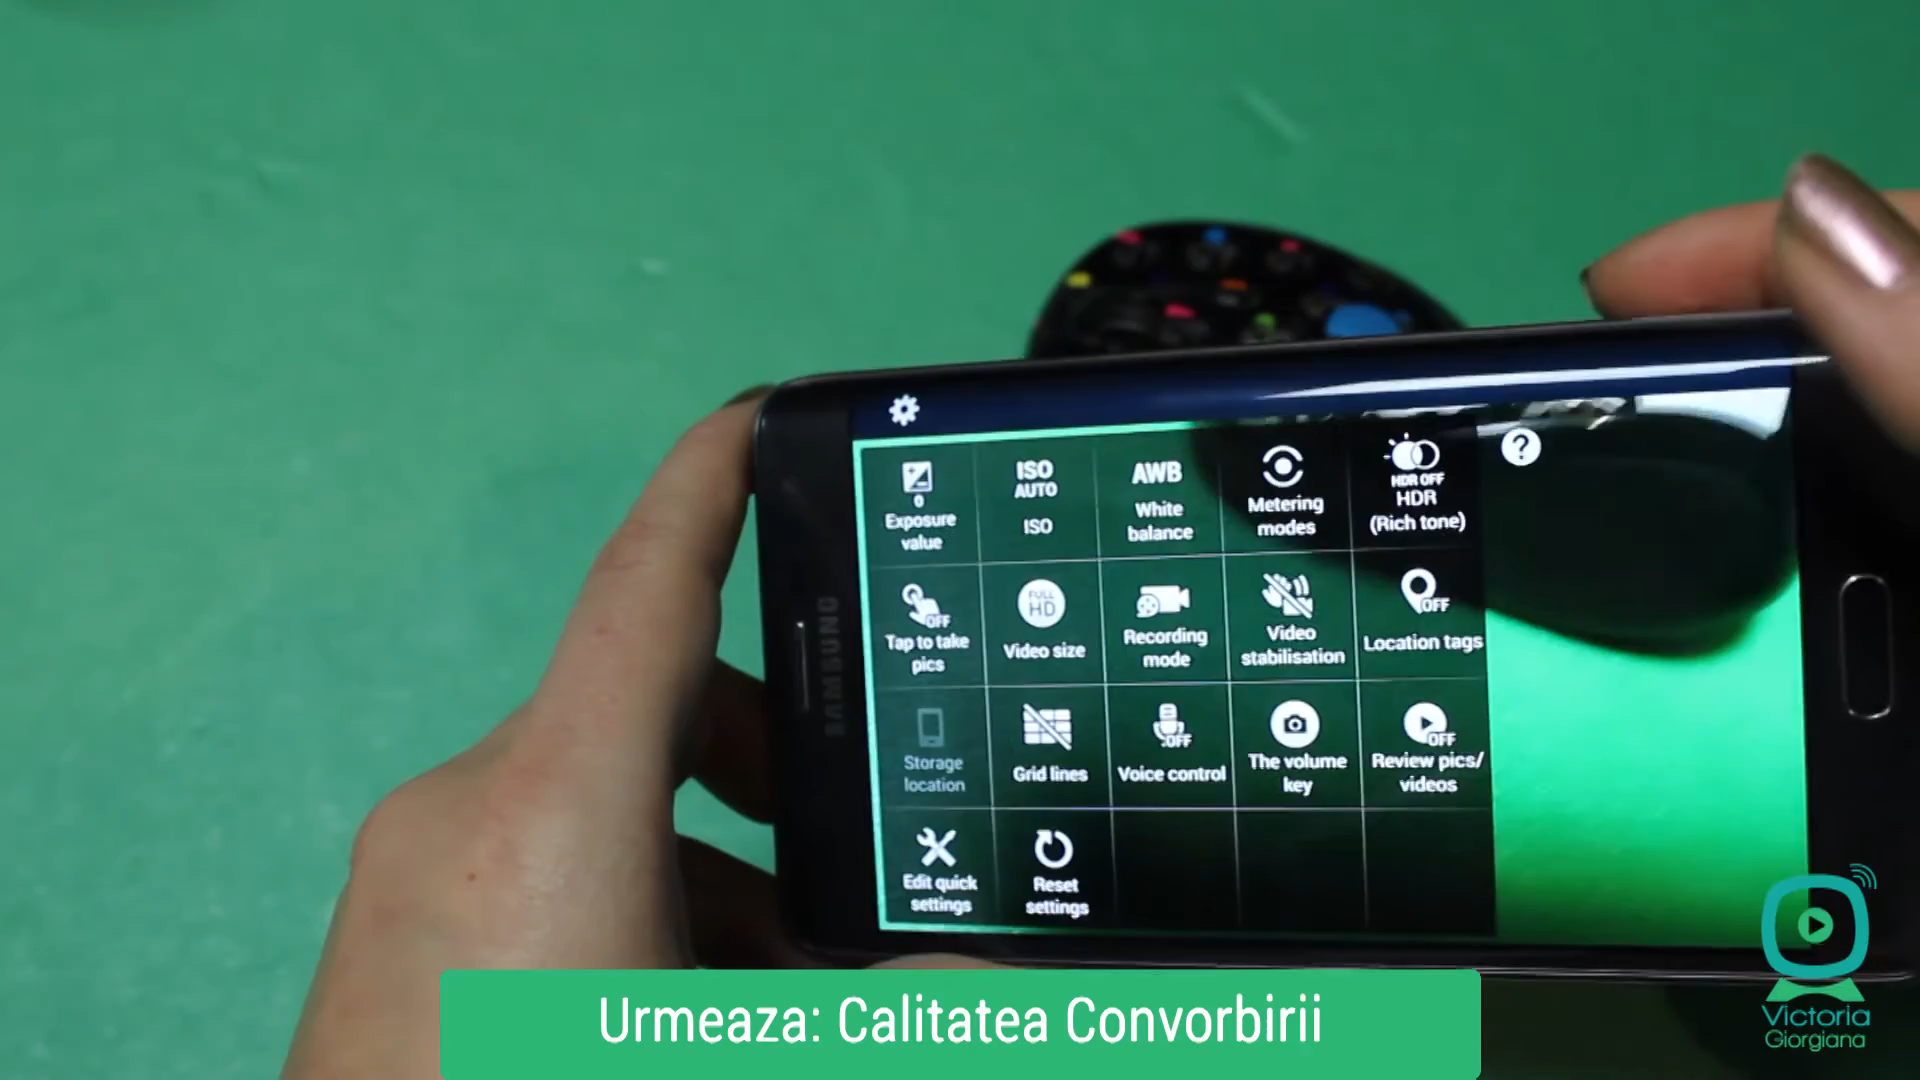 SAMSUNG
0
Exposure
value
ISO
AUTO
ISO
AWB
White
balance
Metering
modes
HDR OFF
HDR
(Rich tone)
?
OFF
Tap to take
pics
FULL
HD
Video size
Recording
mode
Video
stabilisation
OFF
Location tags
Storage
location
Grid lines
OFF
Voice control
The volume
key
OFF
Review pics/
videos
Edit quick
settings
Reset
settings
Urmeaza: Calitatea Convorbirii
Victoria
Giorgiana